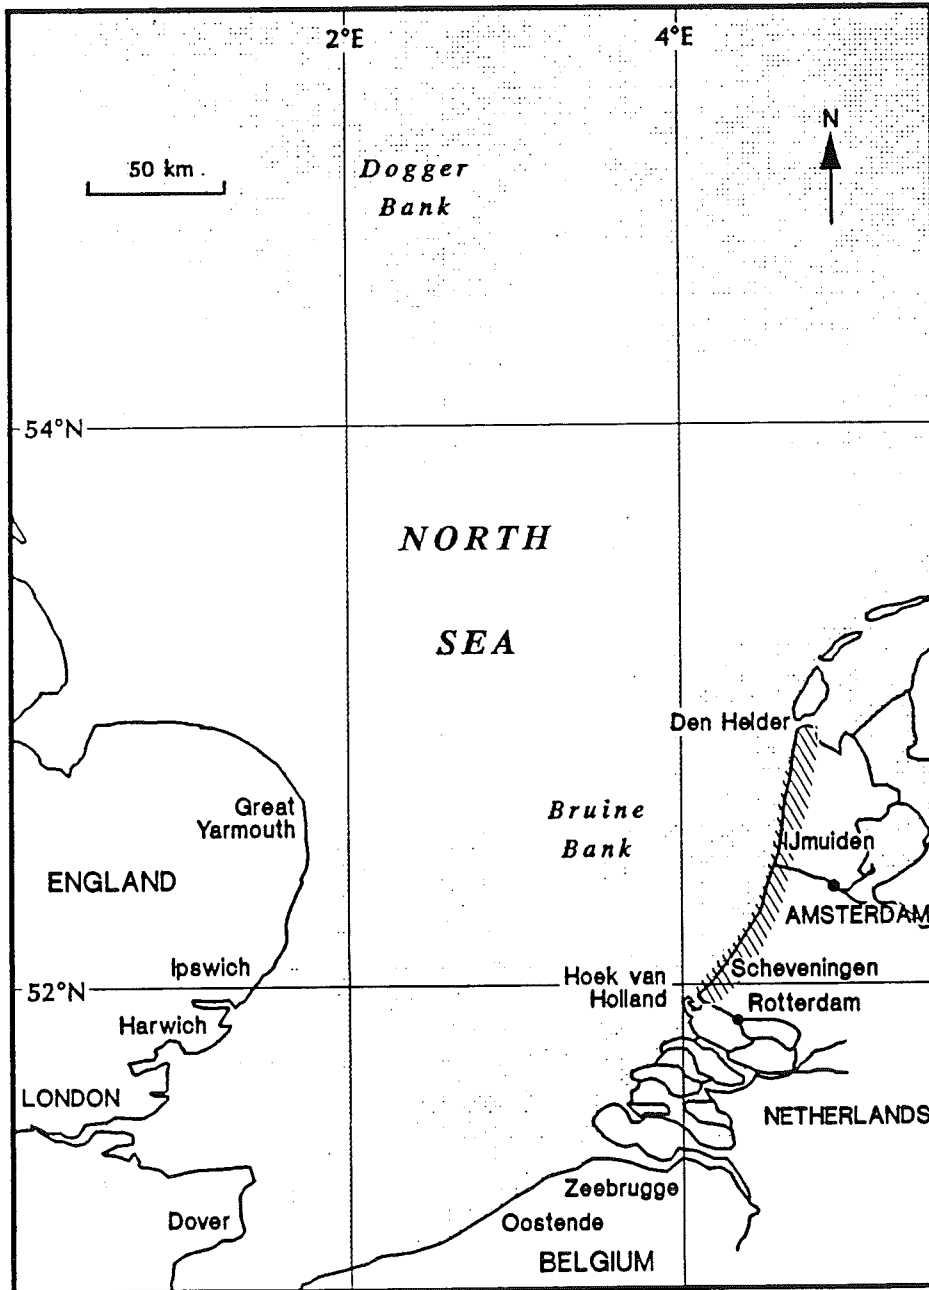 2°E
4°E
N
50 km
Dogger
Bank
54°N
NORTH
SEA
Den Helder
Great
Yarmouth
Bruine
Bank
IJmuiden
ENGLAND
AMSTERDAM
Ipswich
Hoek van
Holland
Scheveningen
52°N
Rotterdam
Harwich
LONDON
NETHERLANDS
Zeebrugge
Dover
Oostende
BELGIUM